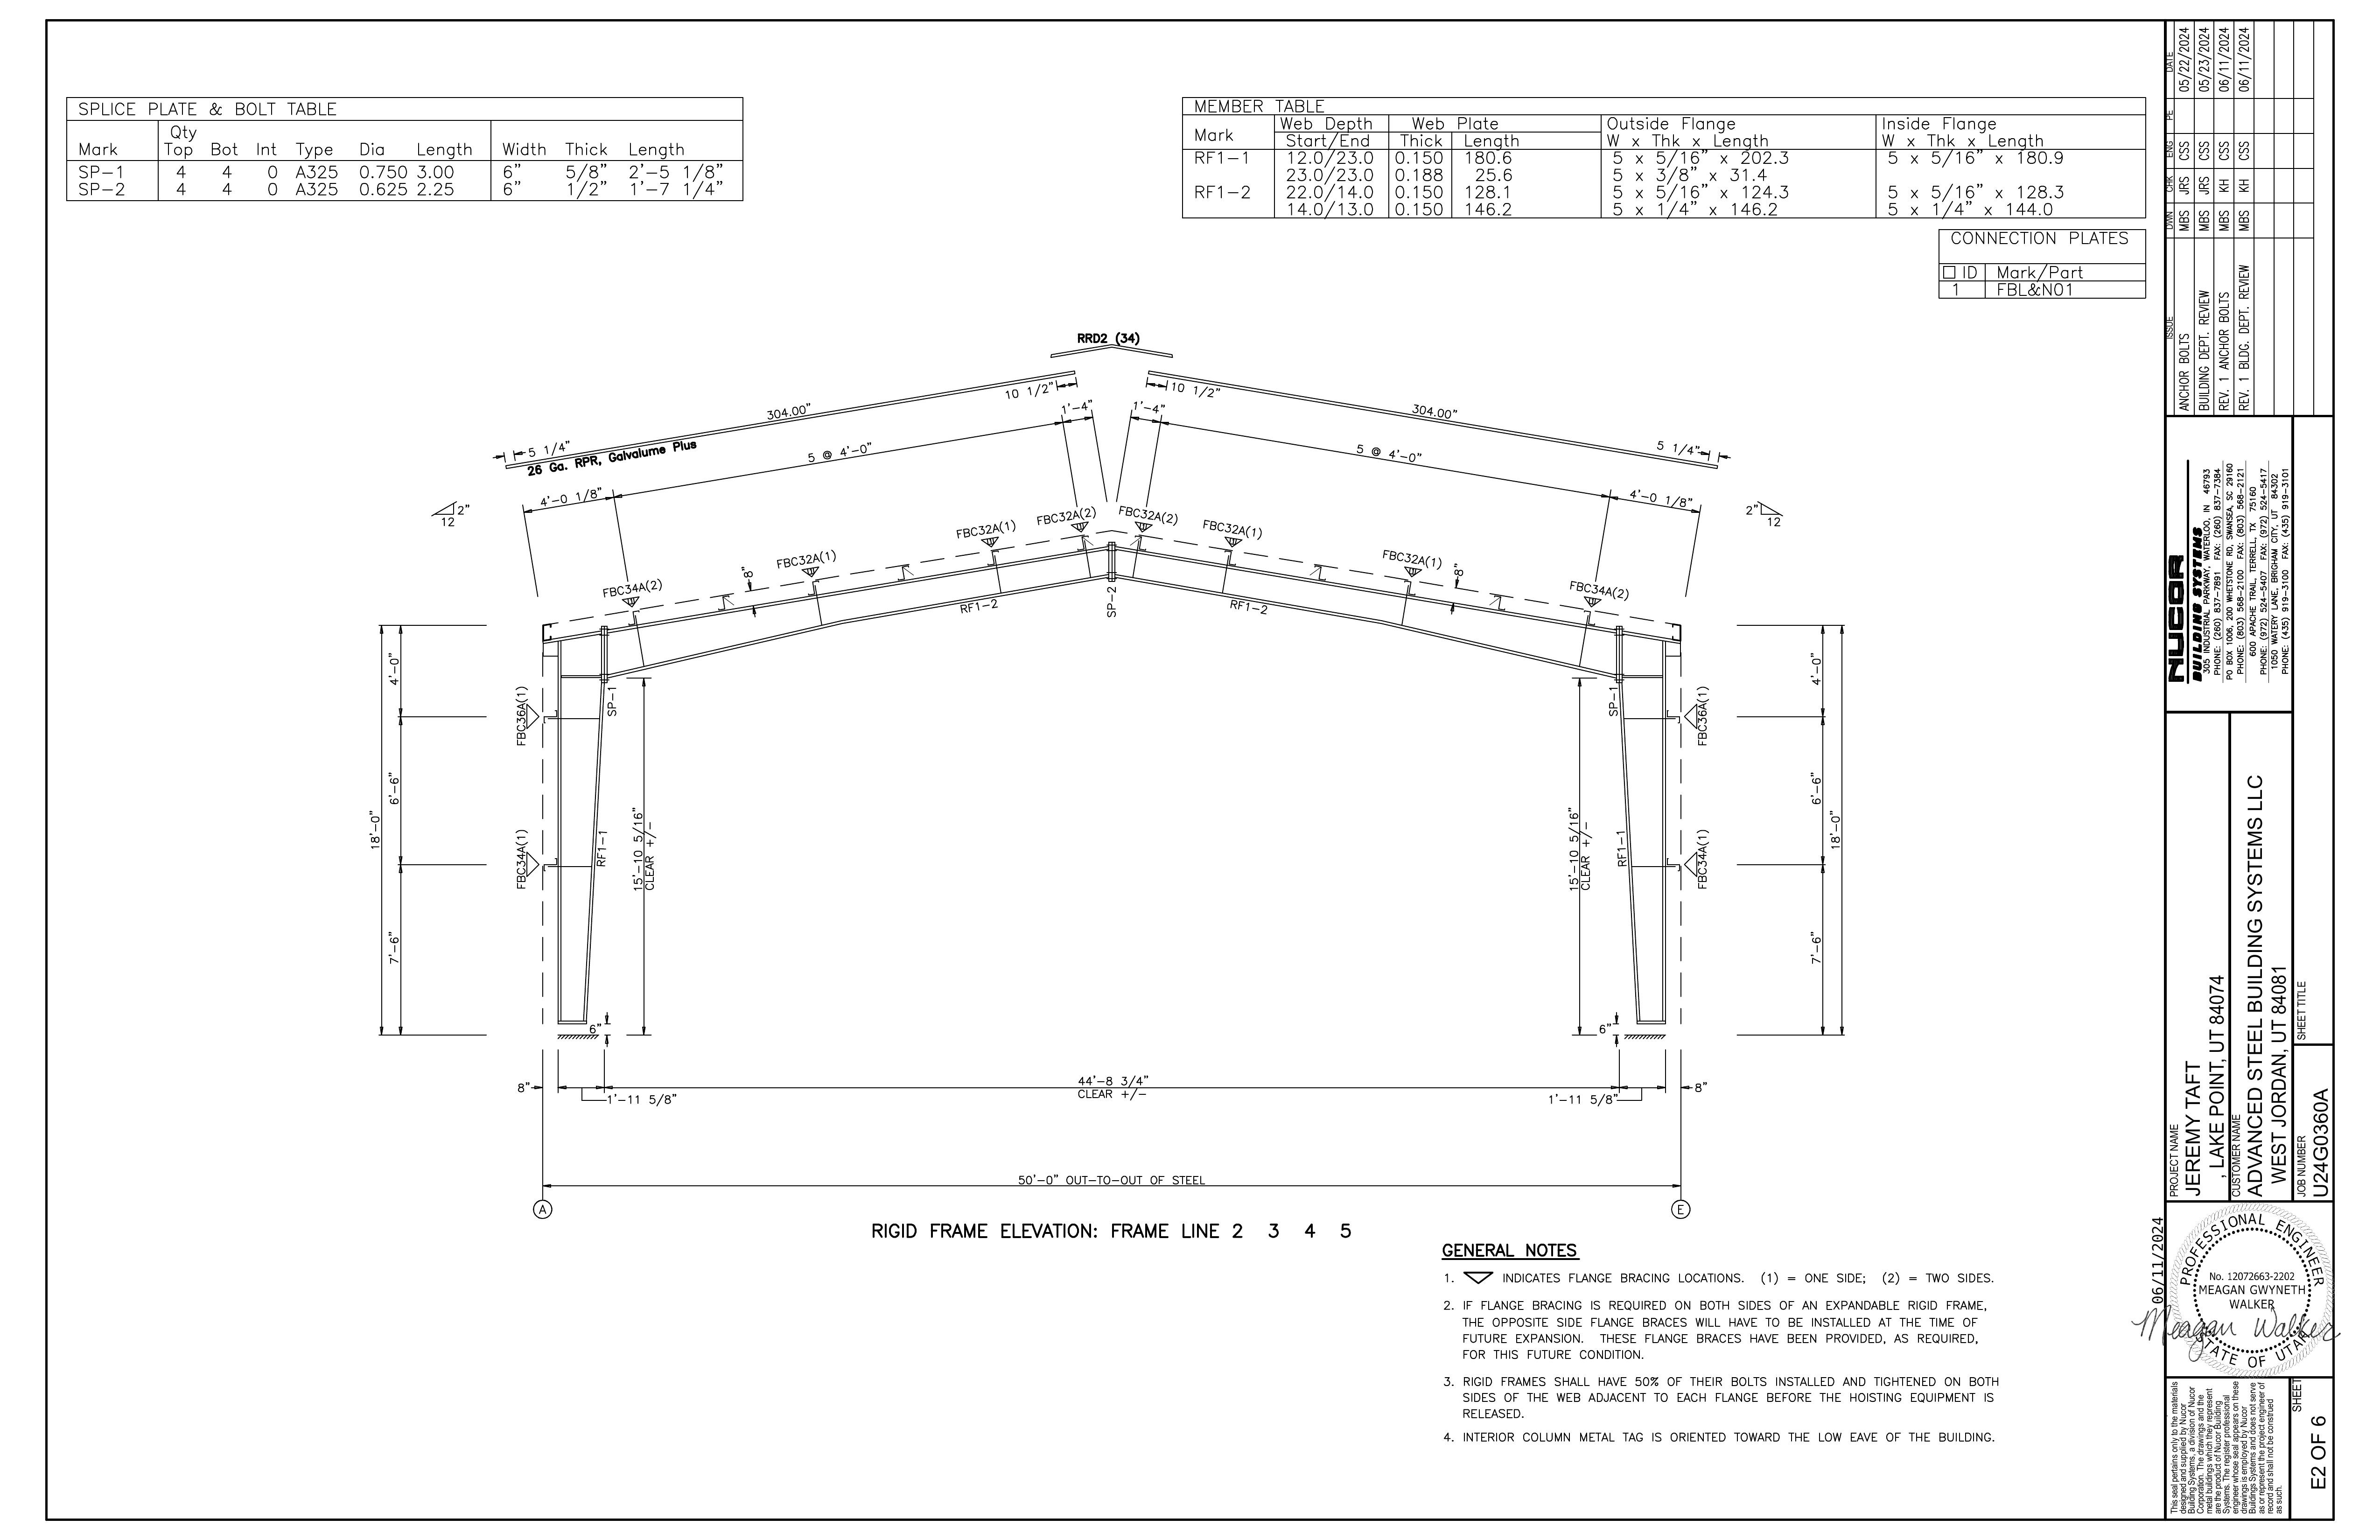 SPLICE PLATE & BOLT TABLE
Mark Qty Top Bot Int Type Dia Length Width Thick Length
SP-1 4 4 0 A325 0.750 3.00 6" 5/8" 2'-5 1/8"
SP-2 4 4 0 A325 0.625 2.25 6" 1/2" 1'-7 1/4"
MEMBER TABLE
Mark Web Depth Web Plate Outside Flange Inside Flange
Start/End Thick Length W x Thk x Length W x Thk x Length
RF1-1 12.0/23.0 0.150 180.6 5 x 5/16" x 202.3 5 x 5/16" x 180.9
23.0/23.0 0.188 25.6 5 x 3/8" x 31.4
RF1-2 22.0/14.0 0.150 128.1 5 x 5/16" x 124.3 5 x 5/16" x 128.3
14.0/13.0 0.150 146.2 5 x 1/4" x 146.2 5 x 1/4" x 144.0
CONNECTION PLATES
ID Mark/Part
1 FBL&N01
RRD2 (34)
10 1/2" 10 1/2"
304.00" 304.00"
1'-4" 1'-4"
5 1/4" 5 1/4"
26 Ga. RPR, Galvalume Plus
5 @ 4'-0" 5 @ 4'-0"
4'-0 1/8" 4'-0 1/8"
2" 12 2" 12
FBC34A(2) FBC32A(1) FBC32A(1) FBC32A(2) FBC32A(2) FBC32A(1) FBC32A(1) FBC34A(2)
8" 8"
RF1-2 SP-2 RF1-2
4'-0" 4'-0"
SP-1 SP-1
FBC36A(1) FBC36A(1)
6'-6" 6'-6"
18'-0" 18'-0"
FBC34A(1) RF1-1 15'-10 5/16" CLEAR +/- 15'-10 5/16" CLEAR +/- RF1-1 FBC34A(1)
7'-6" 7'-6"
6" 6"
8" 1'-11 5/8" 44'-8 3/4" CLEAR +/- 1'-11 5/8" 8"
50'-0" OUT-TO-OUT OF STEEL
A E
RIGID FRAME ELEVATION: FRAME LINE 2 3 4 5
GENERAL NOTES
1. INDICATES FLANGE BRACING LOCATIONS. (1) = ONE SIDE; (2) = TWO SIDES.
2. IF FLANGE BRACING IS REQUIRED ON BOTH SIDES OF AN EXPANDABLE RIGID FRAME,
THE OPPOSITE SIDE FLANGE BRACES WILL HAVE TO BE INSTALLED AT THE TIME OF
FUTURE EXPANSION. THESE FLANGE BRACES HAVE BEEN PROVIDED, AS REQUIRED,
FOR THIS FUTURE CONDITION.
3. RIGID FRAMES SHALL HAVE 50% OF THEIR BOLTS INSTALLED AND TIGHTENED ON BOTH
SIDES OF THE WEB ADJACENT TO EACH FLANGE BEFORE THE HOISTING EQUIPMENT IS
RELEASED.
4. INTERIOR COLUMN METAL TAG IS ORIENTED TOWARD THE LOW EAVE OF THE BUILDING.
ISSUE DWN CHK ENG PE DATE
ANCHOR BOLTS MBS JRS CSS 05/22/2024
BUILDING DEPT. REVIEW MBS JRS CSS 05/23/2024
REV. 1 ANCHOR BOLTS MBS KH CSS 06/11/2024
REV. 1 BLDG. DEPT. REVIEW MBS KH CSS 06/11/2024
NUCOR
BUILDING SYSTEMS
305 INDUSTRIAL PARKWAY, WATERLOO, IN 46793
PHONE: (260) 837-7891 FAX: (260) 837-7384
PO BOX 1006, 200 WHETSTONE RD, SWANSEA, SC 29160
PHONE: (803) 568-2100 FAX: (803) 568-2121
600 APACHE TRAIL, TERRELL, TX 75160
PHONE: (972) 524-5407 FAX: (972) 524-5417
1050 WATERY LANE, BRIGHAM CITY, UT 84302
PHONE: (435) 919-3100 FAX: (435) 919-3101
PROJECT NAME
JEREMY TAFT
, LAKE POINT, UT 84074
CUSTOMER NAME
ADVANCED STEEL BUILDING SYSTEMS LLC
WEST JORDAN, UT 84081
SHEET TITLE
JOB NUMBER
U24G0360A
06/11/2024
PROFESSIONAL ENGINEER
No. 12072663-2202
MEAGAN GWYNETH
WALKER
STATE OF UTAH
Meagan Walker
This seal pertains only to the materials
designed and supplied by Nucor
Building Systems, a division of Nucor
Corporation. The drawings and the
metal buildings which they represent
are the product of Nucor Building
Systems. The register professional
engineer whose seal appears on these
drawings is employed by Nucor
Buildings Systems and does not serve
as or represent the project engineer of
record and shall not be construed
as such.
SHEET
E2 OF 6